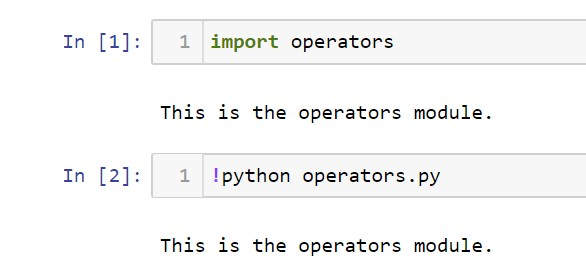 In [1]: 1 import operators
This is the operators module.
In [2]: 1 !python operators.py
This is the operators module.